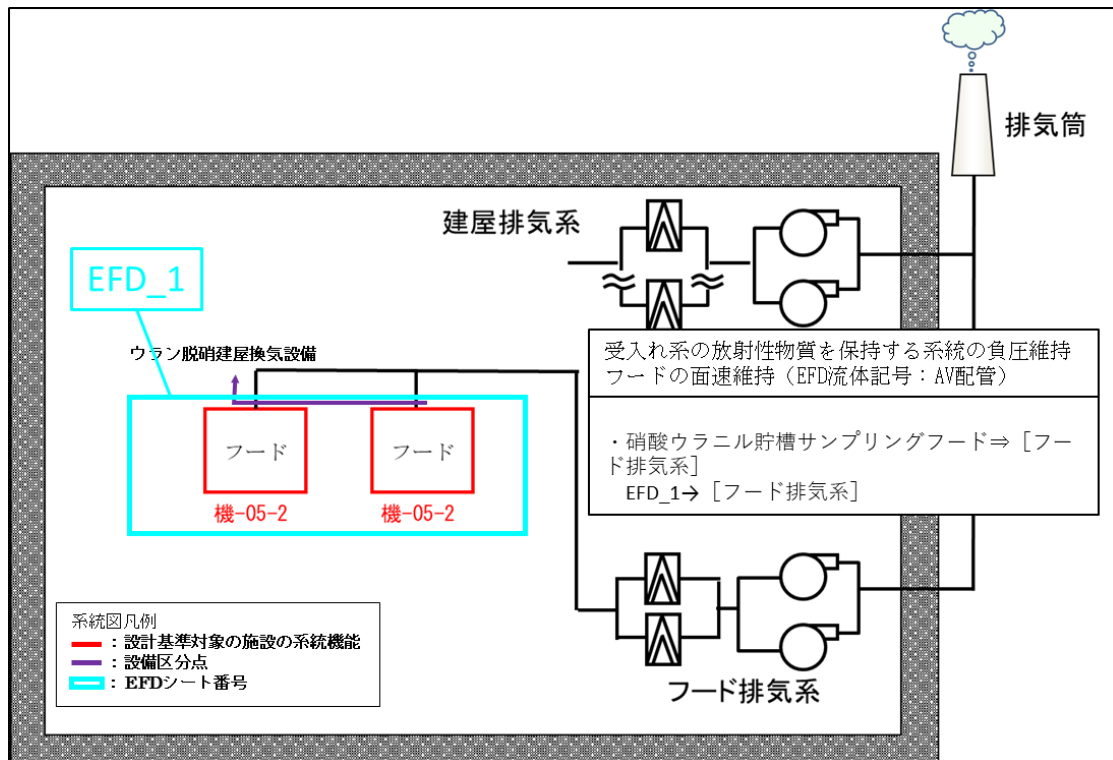 排気筒
建屋排気系
EFD_1
ウラン脱硝建屋換気設備
受入れ系の放射性物質を保持する系統の負圧維持
フードの面速維持（EFD流体記号：AV配管）
・硝酸ウラニル貯槽サンプリングフード⇒［フー
ド排気系］
EFD_1→［フード排気系］
フード
フード
機-05-2
機-05-2
系統図凡例
：設計基準対象の施設の系統機能
：設備区分点
：EFDシート番号
フード排気系